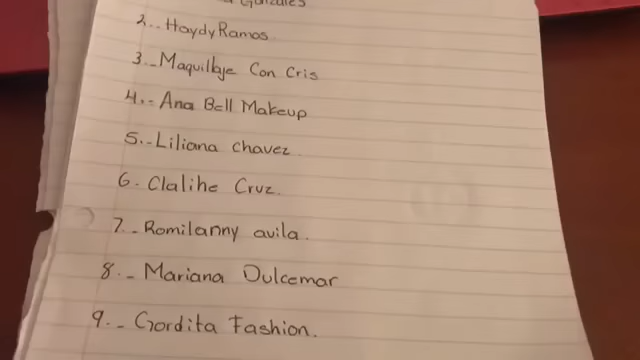 Gonzales
2.. Haydy Ramos
3._ Maquillaje Con Cris
4.. Ana Bell Makeup
5.. Liliana chavez
6. Clalihe Cruz.
7._ Romilanny avila.
8._ Mariana Dulcemar
9._ Gordita Fashion.